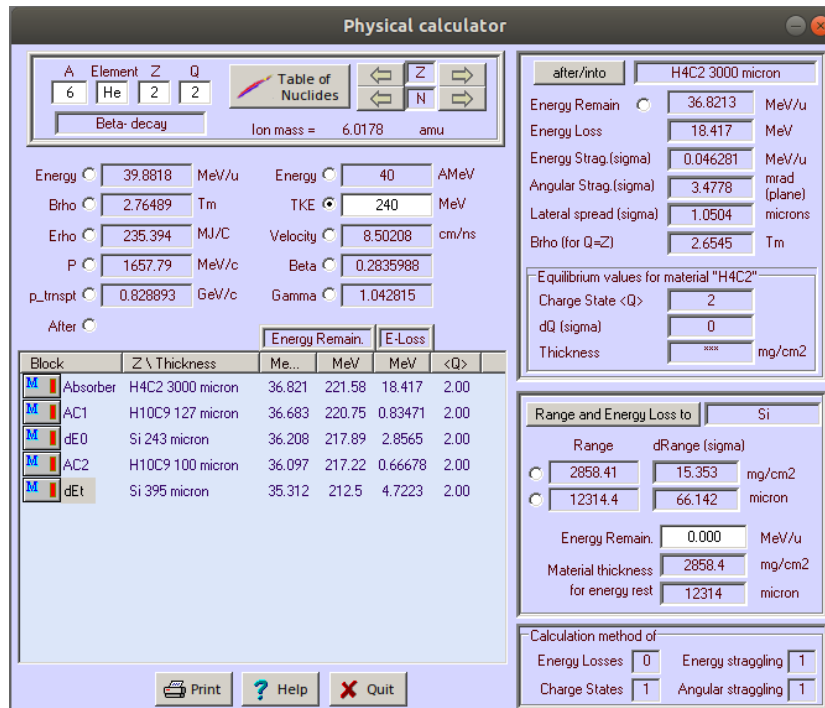 Physical calculator
A Element Z Q
6 He 2 2
Beta- decay
Table of
Nuclides
Z
N
Ion mass = 6.0178 amu
Energy 39.8818 MeV/u Energy 40 AMeV
Brho 2.76489 Tm TKE 240 MeV
Erho 235.394 MJ/C Velocity 8.50208 cm/ns
P 1657.79 MeV/c Beta 0.2835988
p_trnspt 0.828893 GeV/c Gamma 1.042815
After
Energy Remain. E-Loss
Block Z \ Thickness Me... MeV MeV <Q>
M Absorber H4C2 3000 micron 36.821 221.58 18.417 2.00
M AC1 H10C9 127 micron 36.683 220.75 0.83471 2.00
M dE0 Si 243 micron 36.208 217.89 2.8565 2.00
M AC2 H10C9 100 micron 36.097 217.22 0.66678 2.00
M dEt Si 395 micron 35.312 212.5 4.7223 2.00
Print ? Help X Quit
after/into H4C2 3000 micron
Energy Remain 36.8213 MeV/u
Energy Loss 18.417 MeV
Energy Strag.(sigma) 0.046281 MeV/u
Angular Strag.(sigma) 3.4778 mrad (plane)
Lateral spread (sigma) 1.0504 microns
Brho (for Q=Z) 2.6545 Tm
Equilibrium values for material "H4C2"
Charge State <Q> 2
dQ (sigma) 0
Thickness *** mg/cm2
Range and Energy Loss to Si
Range dRange (sigma)
2858.41 15.353 mg/cm2
12314.4 66.142 micron
Energy Remain. 0.000 MeV/u
Material thickness 2858.4 mg/cm2
for energy rest 12314 micron
Calculation method of
Energy Losses 0 Energy straggling 1
Charge States 1 Angular straggling 1